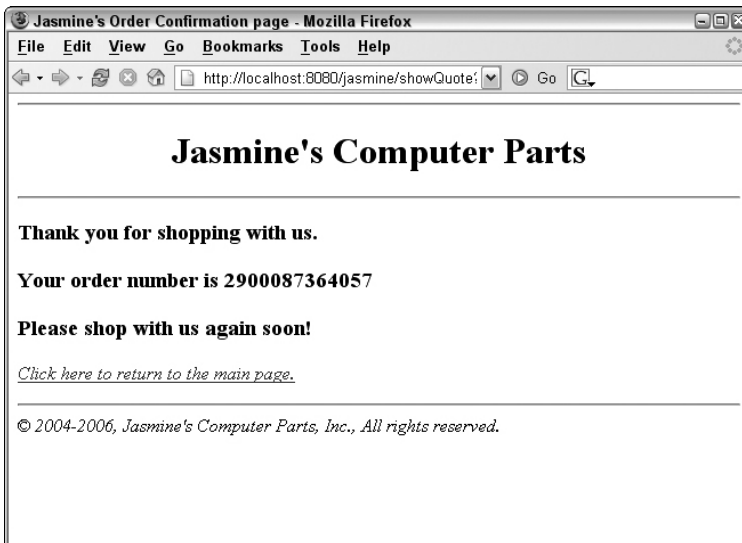 Jasmine's Order Confirmation page - Mozilla Firefox
File Edit View Go Bookmarks Tools Help
http://localhost:8080/jasmine/showQuote? Go G
Jasmine's Computer Parts
Thank you for shopping with us.
Your order number is 2900087364057
Please shop with us again soon!
Click here to return to the main page.
© 2004-2006, Jasmine's Computer Parts, Inc., All rights reserved.